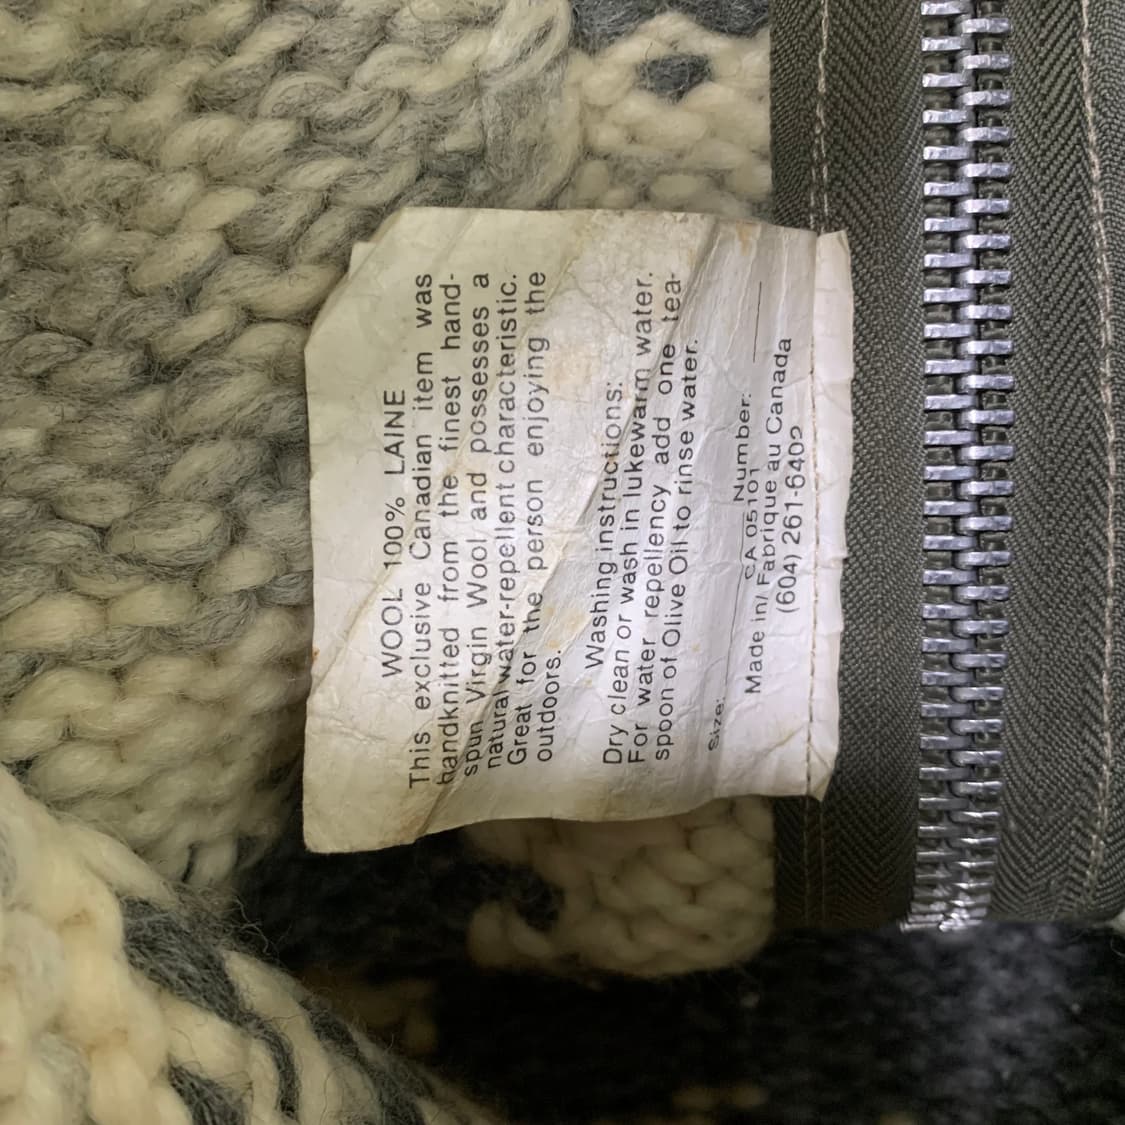 WOOL 100% LAINE
This exclusive Canadian item was
handknitted from the finest hand-
spun Virgin Wool and possesses a
natural water-repellent characteristic.
Great for the person enjoying the
outdoors.
Washing instructions:
Dry clean or wash in lukewarm water.
For water repellency add one tea-
spoon of Olive Oil to rinse water.
Size: Number:
CA 05101
Made in/ Fabrique au Canada
(604) 261-6402